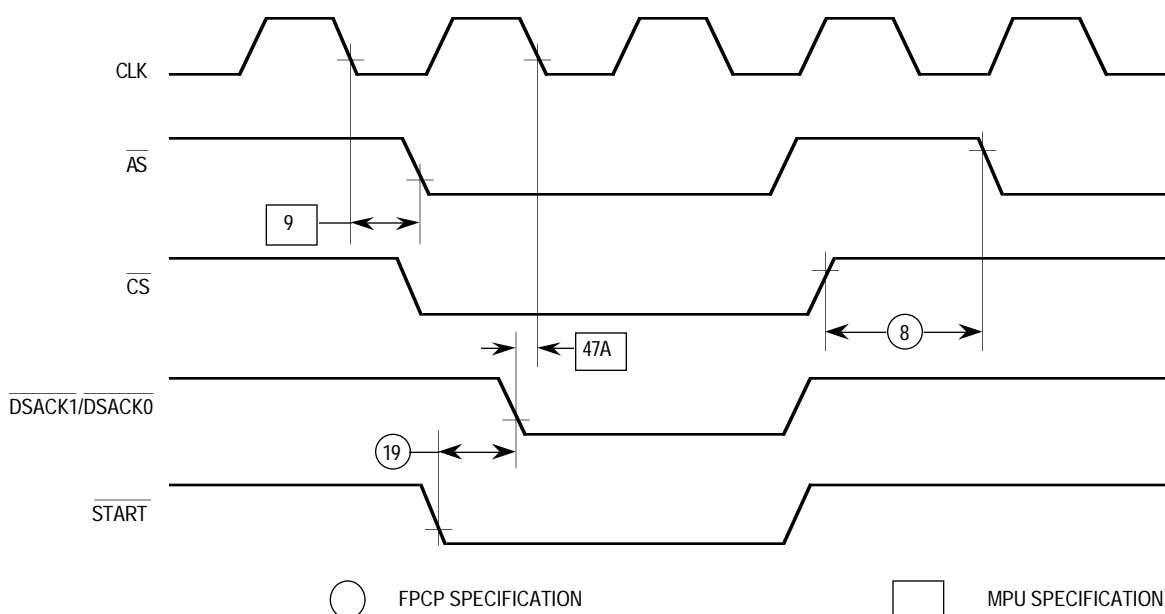 CLK
AS
9
CS
8
47A
DSACK1/DSACK0
19
START
FPCP SPECIFICATION
MPU SPECIFICATION